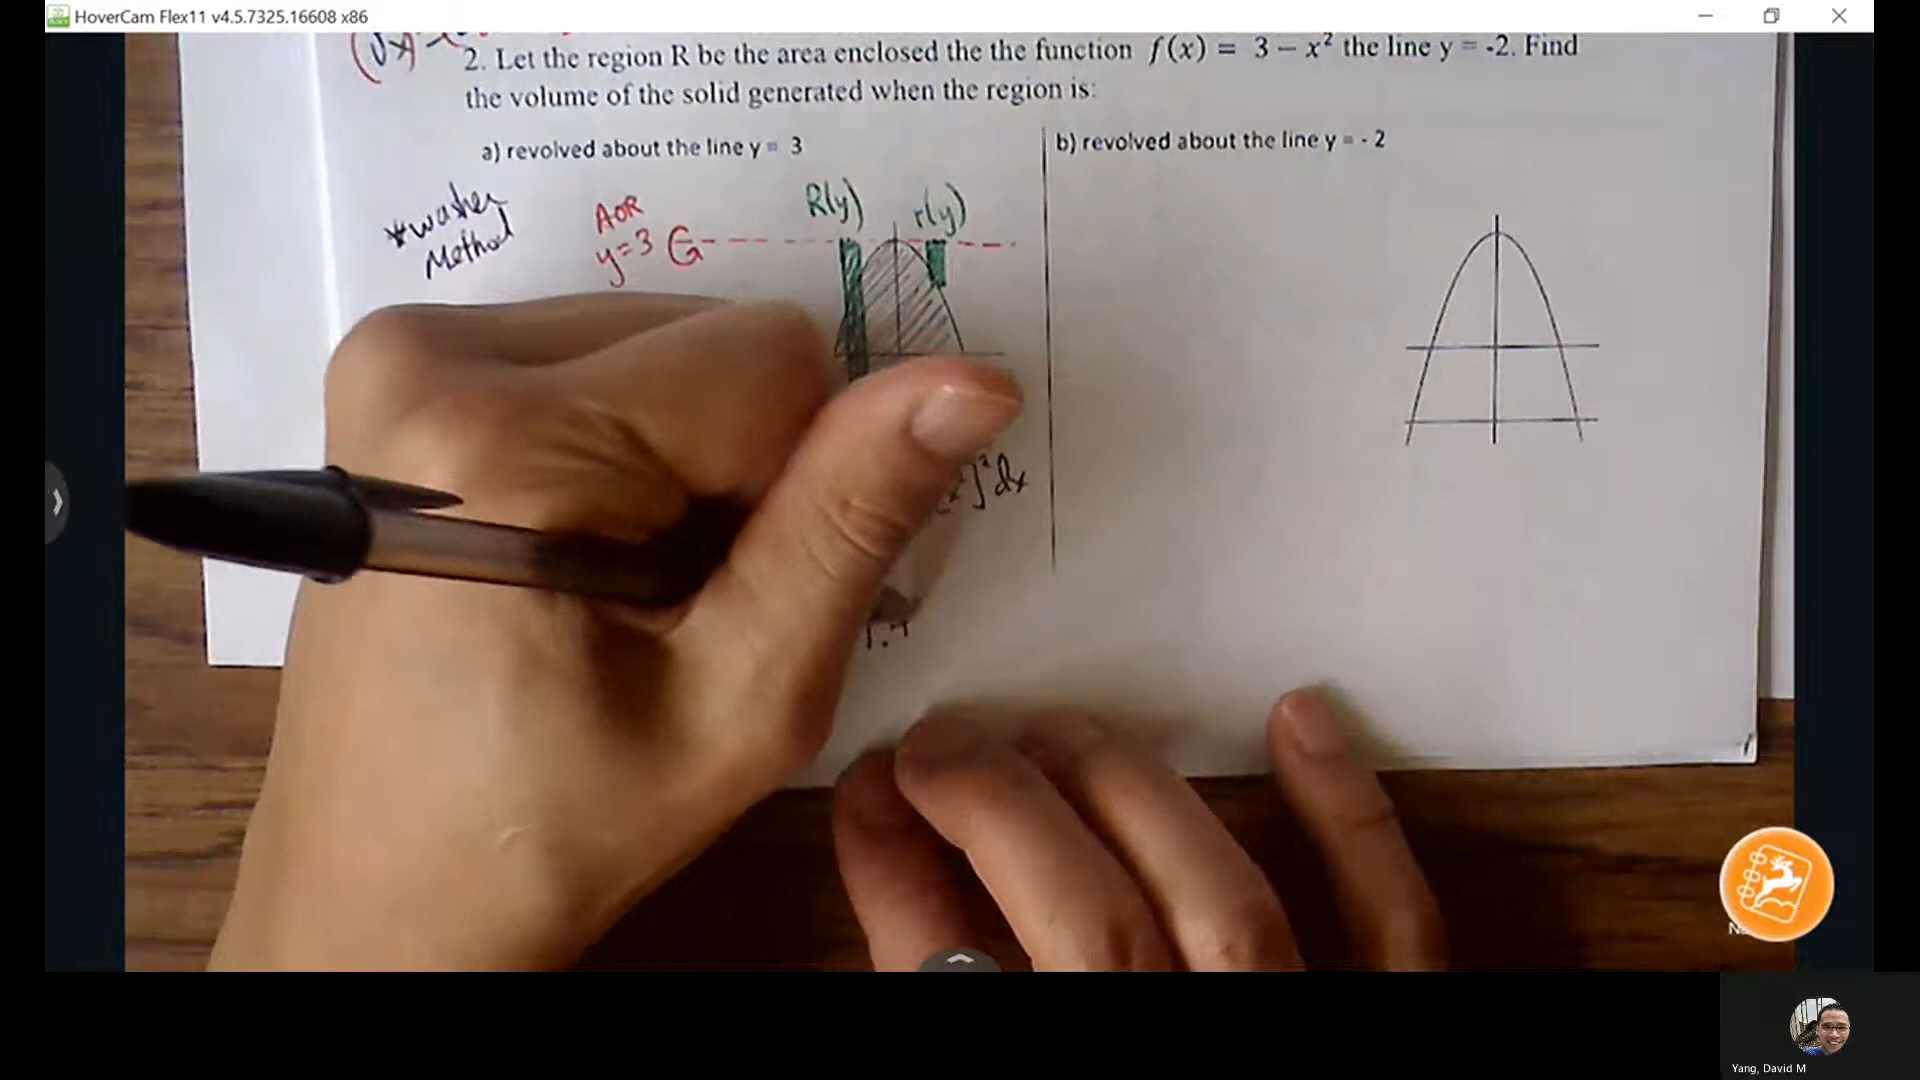 HoverCam Flex11 v4.5.7325.16608 x86
2. Let the region R be the area enclosed the the function f(x) = 3 − x² the line y = -2. Find
the volume of the solid generated when the region is:
a) revolved about the line y = 3
b) revolved about the line y = - 2
*washer
Method
AOR
y=3
R(y)
r(y)
]²dx
Yang, David M